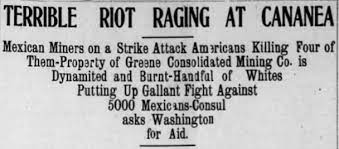 TERRIBLE RIOT RAGING AT CANANEA
Mexican Miners on a Strike Attack Americans Killing Four of
Them-Property of Greene Consolidated Mining Co. is
Dynamited and Burnt-Handful of Whites
Putting Up Gallant Fight Against
5000 Mexicans-Consul
asks Washington
for Aid.